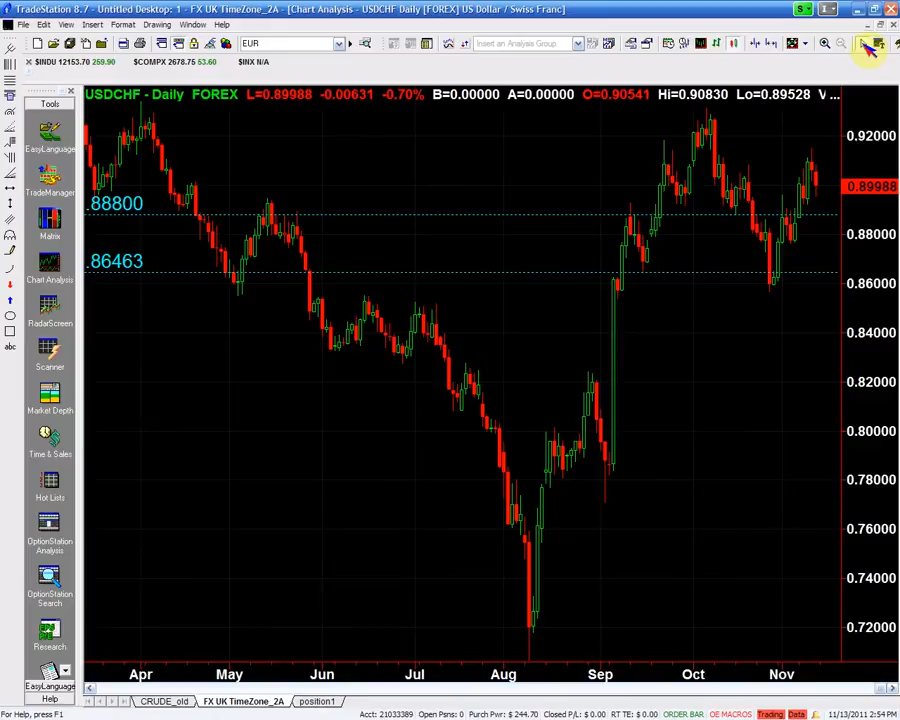 TradeStation 8.7 - Untitled Desktop: 1 - FX UK TimeZone_2A - [Chart Analysis - USDCHF Daily [FOREX] US Dollar / Swiss Franc]
File Edit View Insert Format Drawing Window Help
EUR
Insert an Analysis Group
$INDU 12153.70 259.90 $COMPX 2678.75 53.60 $INX N/A
Tools
EasyLanguage
TradeManager
Matrix
Chart Analysis
RadarScreen
Scanner
Market Depth
Time & Sales
Hot Lists
OptionStation
Analysis
OptionStation
Search
Research
EasyLanguage
Help
abc
USDCHF - Daily FOREX L=0.89988 -0.00631 -0.70% B=0.00000 A=0.00000 O=0.90541 Hi=0.90830 Lo=0.89528 V ...
.88800
.86463
0.92000
0.89988
0.88000
0.86000
0.84000
0.82000
0.80000
0.78000
0.76000
0.74000
0.72000
Apr May Jun Jul Aug Sep Oct Nov
CRUDE_old FX UK TimeZone_2A position1
For Help, press F1
Acct: 21033389 Open Psns: 0 Purch Pwr: $ 244.70 Closed P/L: $ 0.00 RT TE: $ 0.00 ORDER BAR OE MACROS Trading Data 11/13/2011 2:54 PM